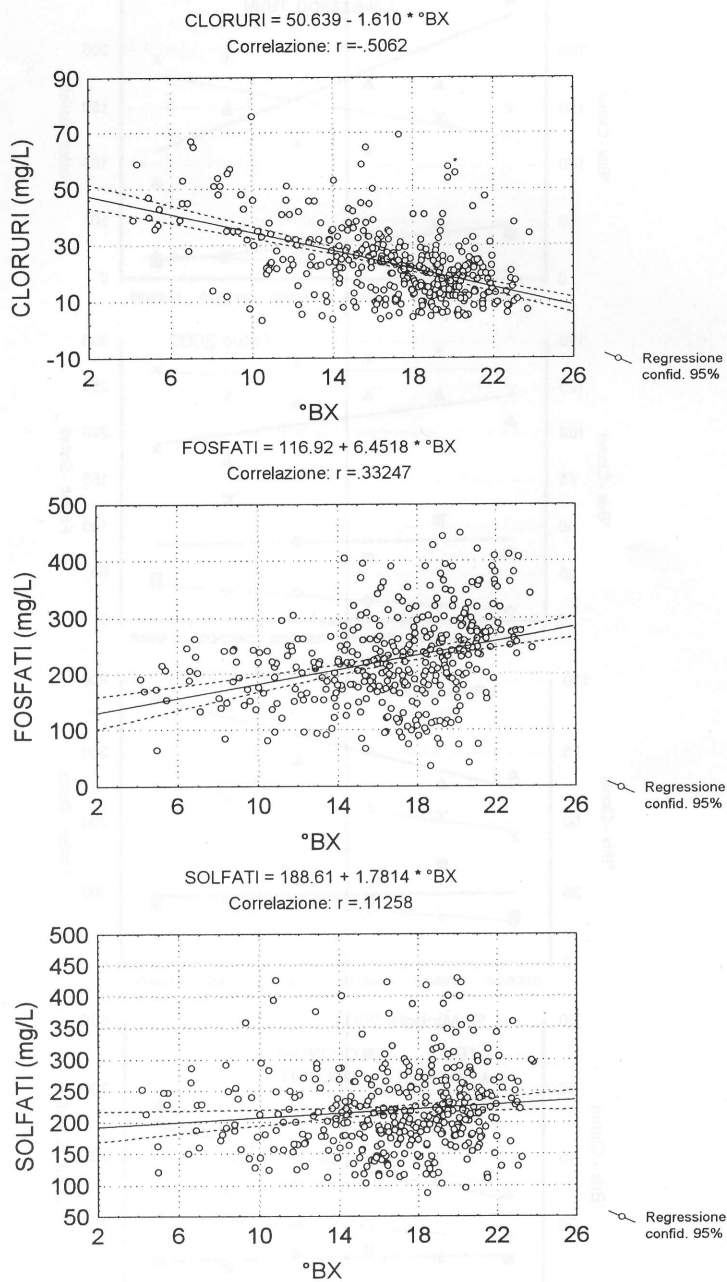 CLORURI = 50.639 - 1.610 * °BX
Correlazione: r =-.5062
CLORURI (mg/L)
90
70
50
30
10
-10
2 6 10 14 18 22 26
°BX
Regressione
confid. 95%
FOSFATI = 116.92 + 6.4518 * °BX
Correlazione: r =.33247
FOSFATI (mg/L)
500
400
300
200
100
0
2 6 10 14 18 22 26
°BX
Regressione
confid. 95%
SOLFATI = 188.61 + 1.7814 * °BX
Correlazione: r =.11258
SOLFATI (mg/L)
500
450
400
350
300
250
200
150
100
50
2 6 10 14 18 22 26
°BX
Regressione
confid. 95%